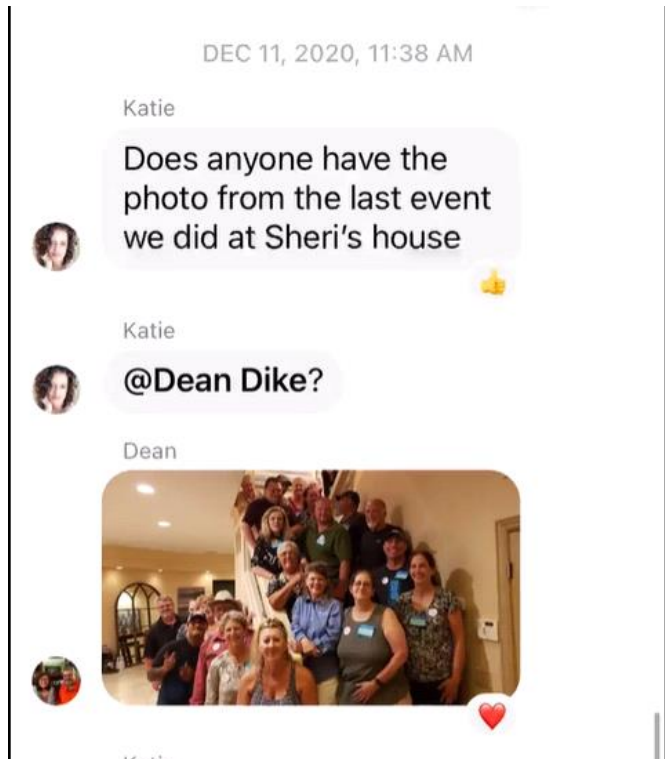 DEC 11, 2020, 11:38 AM
Katie
Does anyone have the
photo from the last event
we did at Sheri's house
Katie
@Dean Dike?
Dean